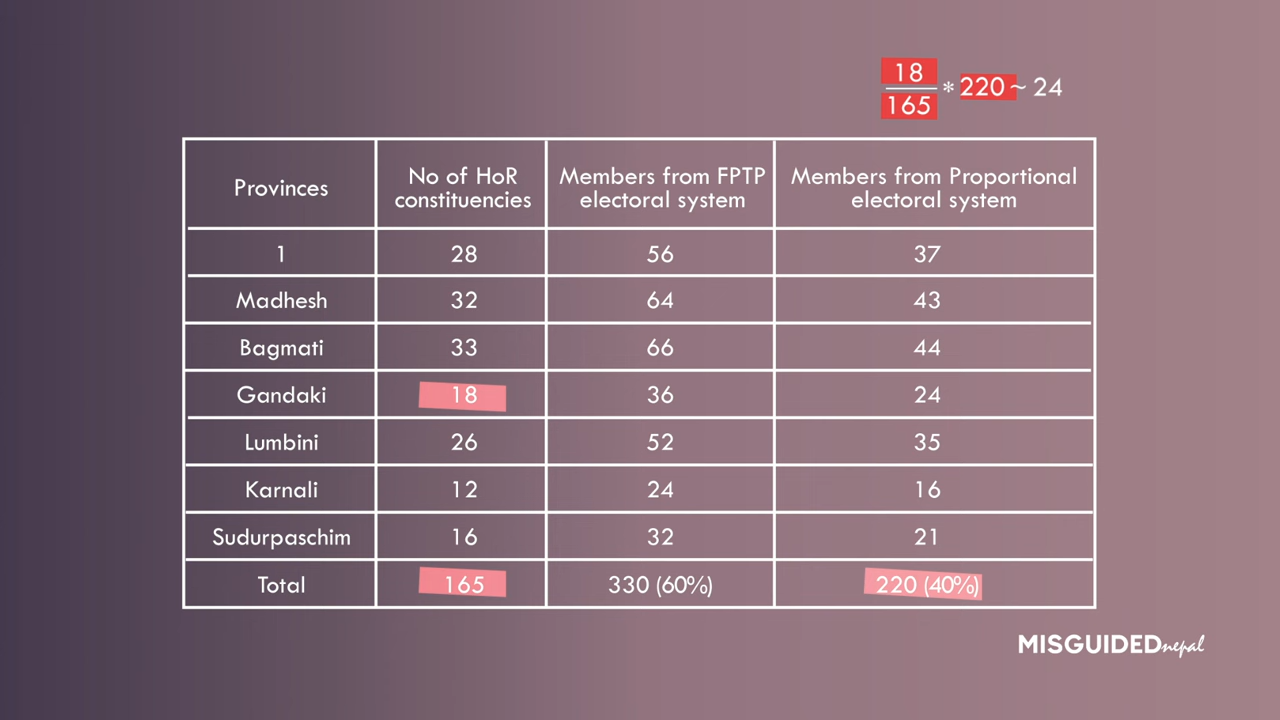 18
165 * 220 ~ 24
Provinces
No of HoR
constituencies
Members from FPTP
electoral system
Members from Proportional
electoral system
1 28 56 37
Madhesh 32 64 43
Bagmati 33 66 44
Gandaki 18 36 24
Lumbini 26 52 35
Karnali 12 24 16
Sudurpaschim 16 32 21
Total 165 330 (60%) 220 (40%)
MISGUIDED nepal